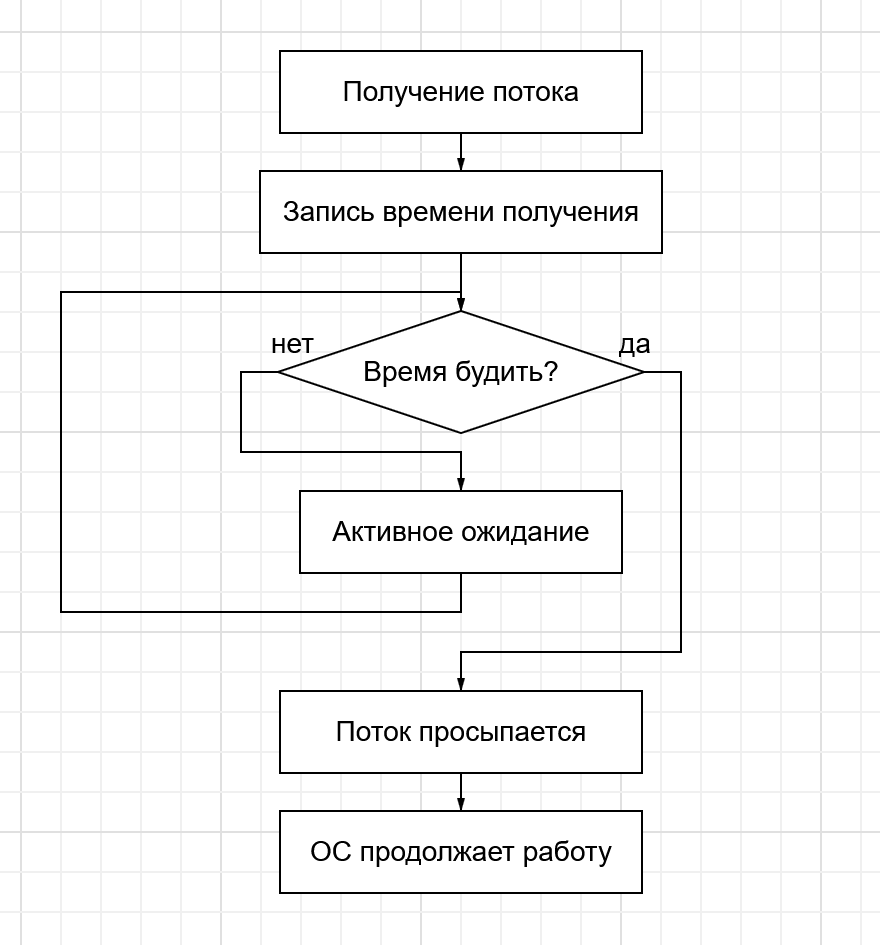 Получение потока
Запись времени получения
нет
да
Время будить?
Активное ожидание
Поток просыпается
ОС продолжает работу